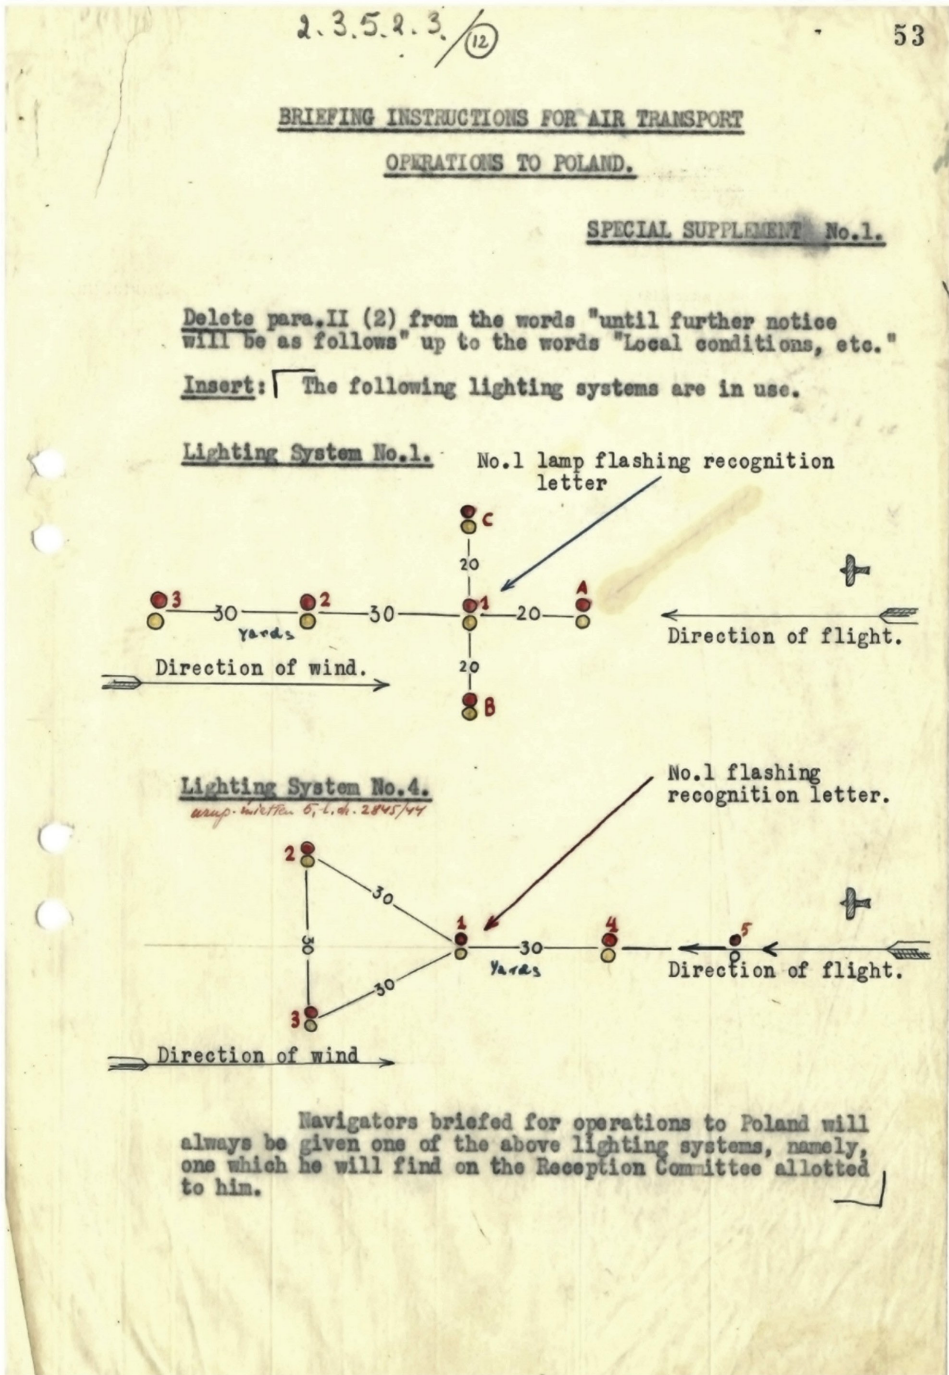 2.3.5.2.3./12
53
BRIEFING INSTRUCTIONS FOR AIR TRANSPORT
OPERATIONS TO POLAND.
SPECIAL SUPPLEMENT No.1.
Delete para.II (2) from the words "until further notice
will be as follows" up to the words "Local conditions, etc."
Insert: The following lighting systems are in use.
Lighting System No.1.
No.1 lamp flashing recognition
letter
C
20
3 30 2 30 1 20 A
yards
Direction of flight.
Direction of wind.
20
B
Lighting System No.4.
No.1 flashing
recognition letter.
2845/44
2
30
1 4 5
30 30
Yards
Direction of flight.
30
3
Direction of wind
Navigators briefed for operations to Poland will
always be given one of the above lighting systems, namely,
one which he will find on the Reception Committee allotted
to him.